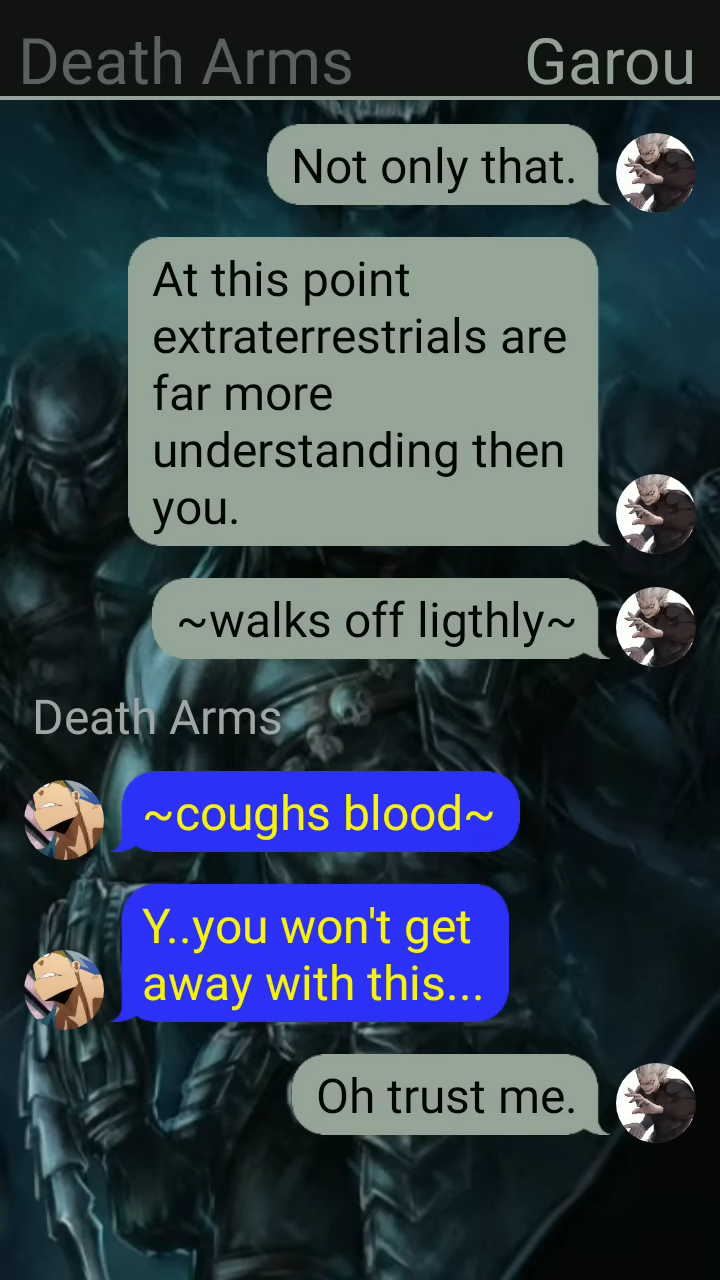 Death Arms
Garou
Not only that.
At this point
extraterrestrials are
far more
understanding then
you.
~walks off ligthly~
Death Arms
~coughs blood~
Y..you won't get
away with this...
Oh trust me.